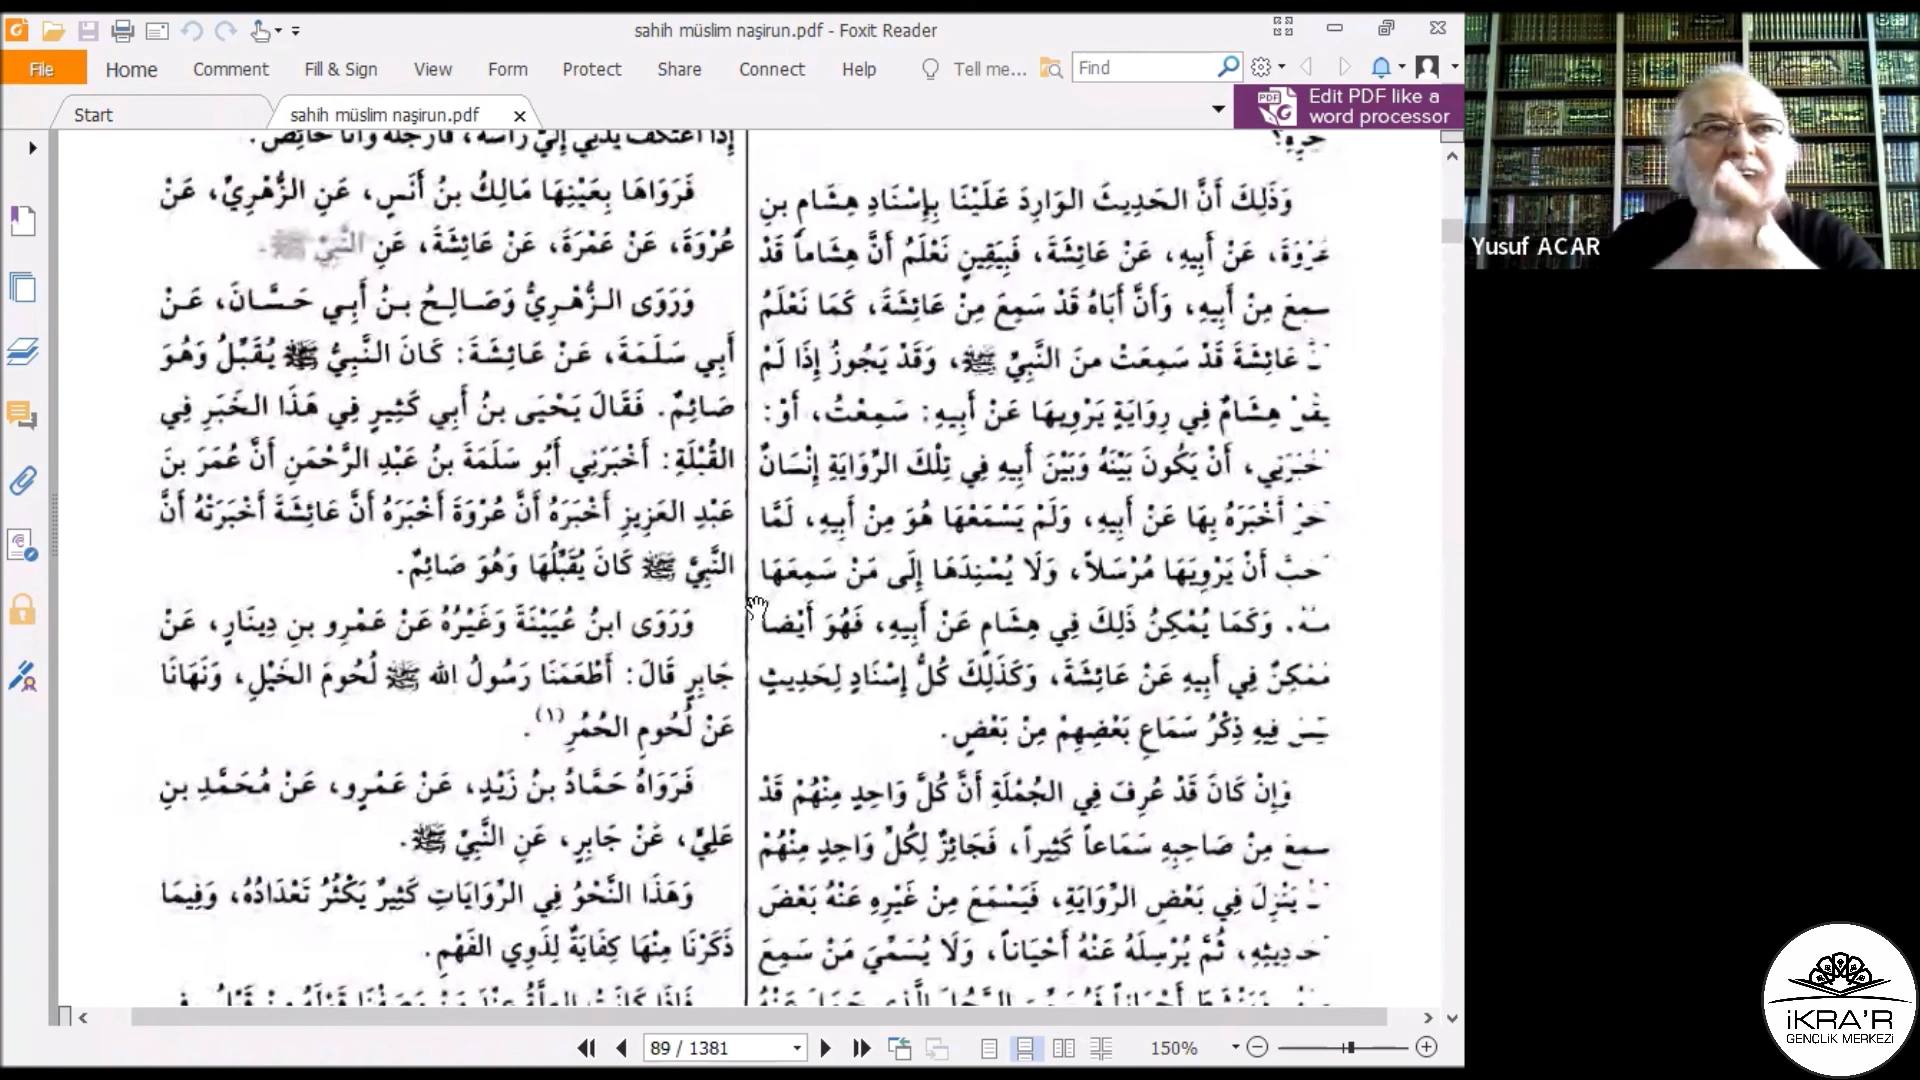 sahih müslim naşirun.pdf - Foxit Reader
File Home Comment Fill & Sign View Form Protect Share Connect Help Tell me... Find
Start sahih müslim naşirun.pdf
Edit PDF like a
word processor
وَذَلِكَ أَنَّ الحَدِيثَ الوَارِدَ عَلَيْنَا بِإِسْنَادِ هِشَامِ بنِ
عُرْوَةَ، عَنْ أَبِيهِ، عَنْ عَائِشَةَ، فَبِيَقِينٍ نَعْلَمُ أَنَّ هِشَاماً قَدْ
سَمِعَ مِنْ أَبِيهِ، وَأَنَّ أَبَاهُ قَدْ سَمِعَ مِنْ عَائِشَةَ، كَمَا نَعْلَمُ
عَائِشَةَ قَدْ سَمِعَتْ مِنَ النَّبِيِّ ﷺ، وَقَدْ يَجُوزُ إِذَا لَمْ
يَقُلْ هِشَامٌ فِي رِوَايَةٍ يَرْوِيهَا عَنْ أَبِيهِ: سَمِعْتُ، أَوْ:
أَنْ يَكُونَ بَيْنَهُ وَبَيْنَ أَبِيهِ فِي تِلْكَ الرِّوَايَةِ إِنْسَانٌ
أَخْبَرَهُ بِهَا عَنْ أَبِيهِ، وَلَمْ يَسْمَعْهَا هُوَ مِنْ أَبِيهِ، لَمَّا
أَنْ يَرْوِيَهَا مُرْسَلاً، وَلَا يُسْنِدَهَا إِلَى مَنْ سَمِعَهَا
وَكَمَا يُمْكِنُ ذَلِكَ فِي هِشَامٍ عَنْ أَبِيهِ، فَهُوَ أَيْضاً
مُمْكِنٌ فِي أَبِيهِ عَنْ عَائِشَةَ، وَكَذَلِكَ كُلُّ إِسْنَادٍ لِحَدِيثٍ
فِيهِ ذِكْرُ سَمَاعِ بَعْضِهِمْ مِنْ بَعْضٍ.
وَإِنْ كَانَ قَدْ عُرِفَ فِي الجُمْلَةِ أَنَّ كُلَّ وَاحِدٍ مِنْهُمْ قَدْ
سَمِعَ مِنْ صَاحِبِهِ سَمَاعاً كَثِيراً، فَجَائِزٌ لِكُلِّ وَاحِدٍ مِنْهُمْ
يَنْزِلَ فِي بَعْضِ الرِّوَايَةِ، فَيَسْمَعَ مِنْ غَيْرِهِ عَنْهُ بَعْضَ
ثُمَّ يُرْسِلَهُ عَنْهُ أَحْيَاناً، وَلَا يُسَمِّيَ مَنْ سَمِعَ
إِذَا اعْتَكَفَ يُدْنِي إِلَيَّ رَأْسَهُ، فَأُرَجِّلُهُ وَأَنَا حَائِضٌ.
فَرَوَاهَا بِعَيْنِهَا مَالِكُ بنُ أَنَسٍ، عَنِ الزُّهْرِيِّ، عَنْ
عُرْوَةَ، عَنْ عَمْرَةَ، عَنْ عَائِشَةَ، عَنِ النَّبِيِّ ﷺ.
وَرَوَى الزُّهْرِيُّ وَصَالِحُ بنُ أَبِي حَسَّانَ، عَنْ
أَبِي سَلَمَةَ، عَنْ عَائِشَةَ: كَانَ النَّبِيُّ ﷺ يُقَبِّلُ وَهُوَ
صَائِمٌ. فَقَالَ يَحْيَى بنُ أَبِي كَثِيرٍ فِي هَذَا الخَبَرِ فِي
القُبْلَةِ: أَخْبَرَنِي أَبُو سَلَمَةَ بنُ عَبْدِ الرَّحْمَنِ أَنَّ عُمَرَ بنَ
عَبْدِ العَزِيزِ أَخْبَرَهُ أَنَّ عُرْوَةَ أَخْبَرَهُ أَنَّ عَائِشَةَ أَخْبَرَتْهُ أَنَّ
النَّبِيَّ ﷺ كَانَ يُقَبِّلُهَا وَهُوَ صَائِمٌ.
وَرَوَى ابنُ عُيَيْنَةَ وَغَيْرُهُ عَنْ عَمْرِو بنِ دِينَارٍ، عَنْ
جَابِرٍ قَالَ: أَطْعَمَنَا رَسُولُ الله ﷺ لُحُومَ الخَيْلِ، وَنَهَانَا
عَنْ لُحُومِ الحُمُرِ (١).
فَرَوَاهُ حَمَّادُ بنُ زَيْدٍ، عَنْ عَمْرٍو، عَنْ مُحَمَّدِ بنِ
عَلِيٍّ، عَنْ جَابِرٍ، عَنِ النَّبِيِّ ﷺ.
وَهَذَا النَّحْوُ فِي الرِّوَايَاتِ كَثِيرٌ يَكْثُرُ تَعْدَادُهُ، وَفِيمَا
ذَكَرْنَا مِنْهَا كِفَايَةٌ لِذَوِي الفَهْمِ.
89 / 1381
150%
Yusuf ACAR
iKRA'R
GENÇLİK MERKEZİ